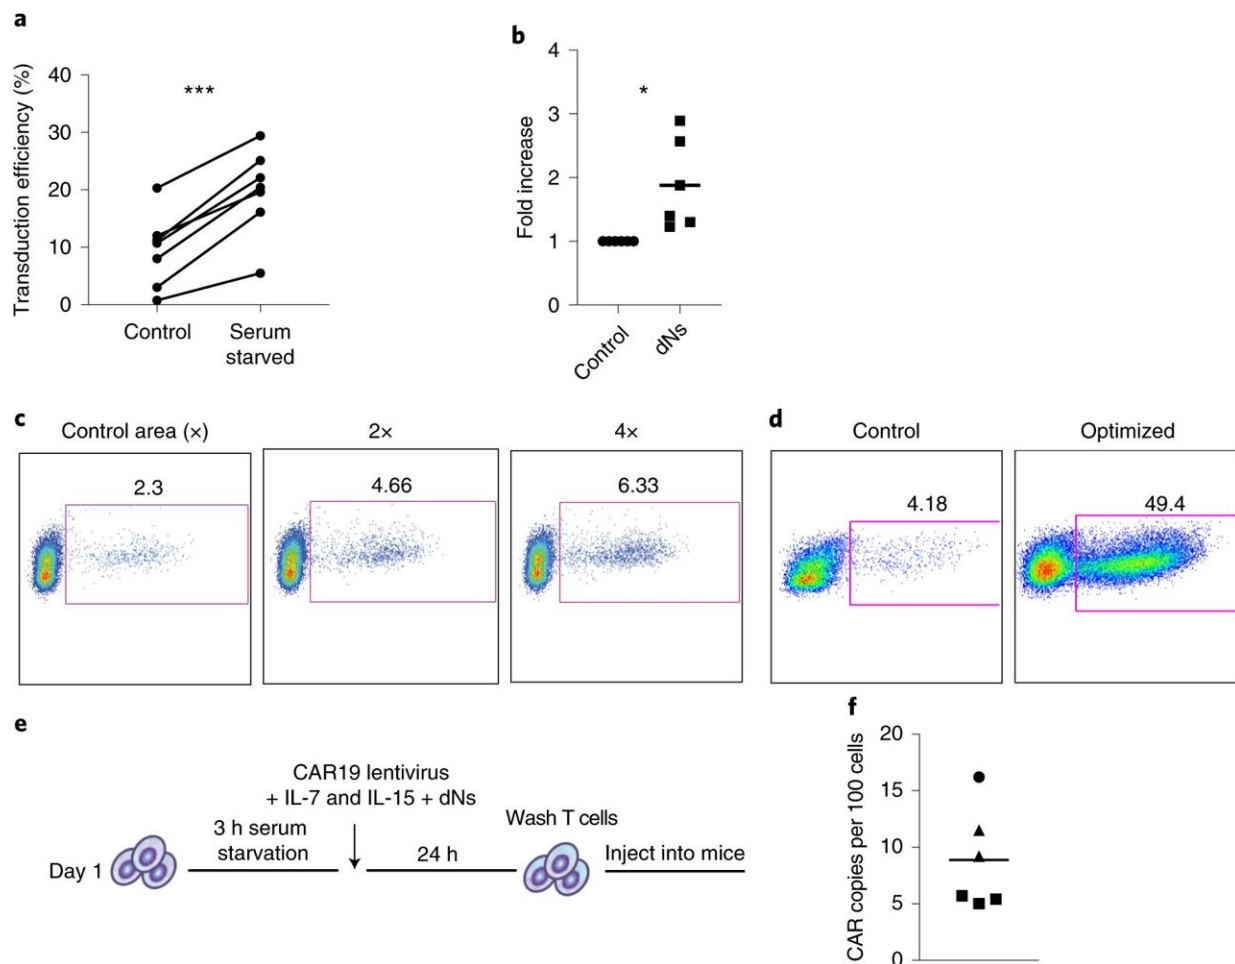 a
Transduction efficiency (%)
40
30
20
10
0
***
Control
Serum
starved
b
Fold increase
4
3
2
1
0
*
Control
dNs
c
Control area (×)
2×
4×
2.3
4.66
6.33
d
Control
Optimized
4.18
49.4
e
CAR19 lentivirus
+ IL-7 and IL-15 + dNs
3 h serum
starvation
Day 1
24 h
Wash T cells
Inject into mice
f
CAR copies per 100 cells
20
15
10
5
0